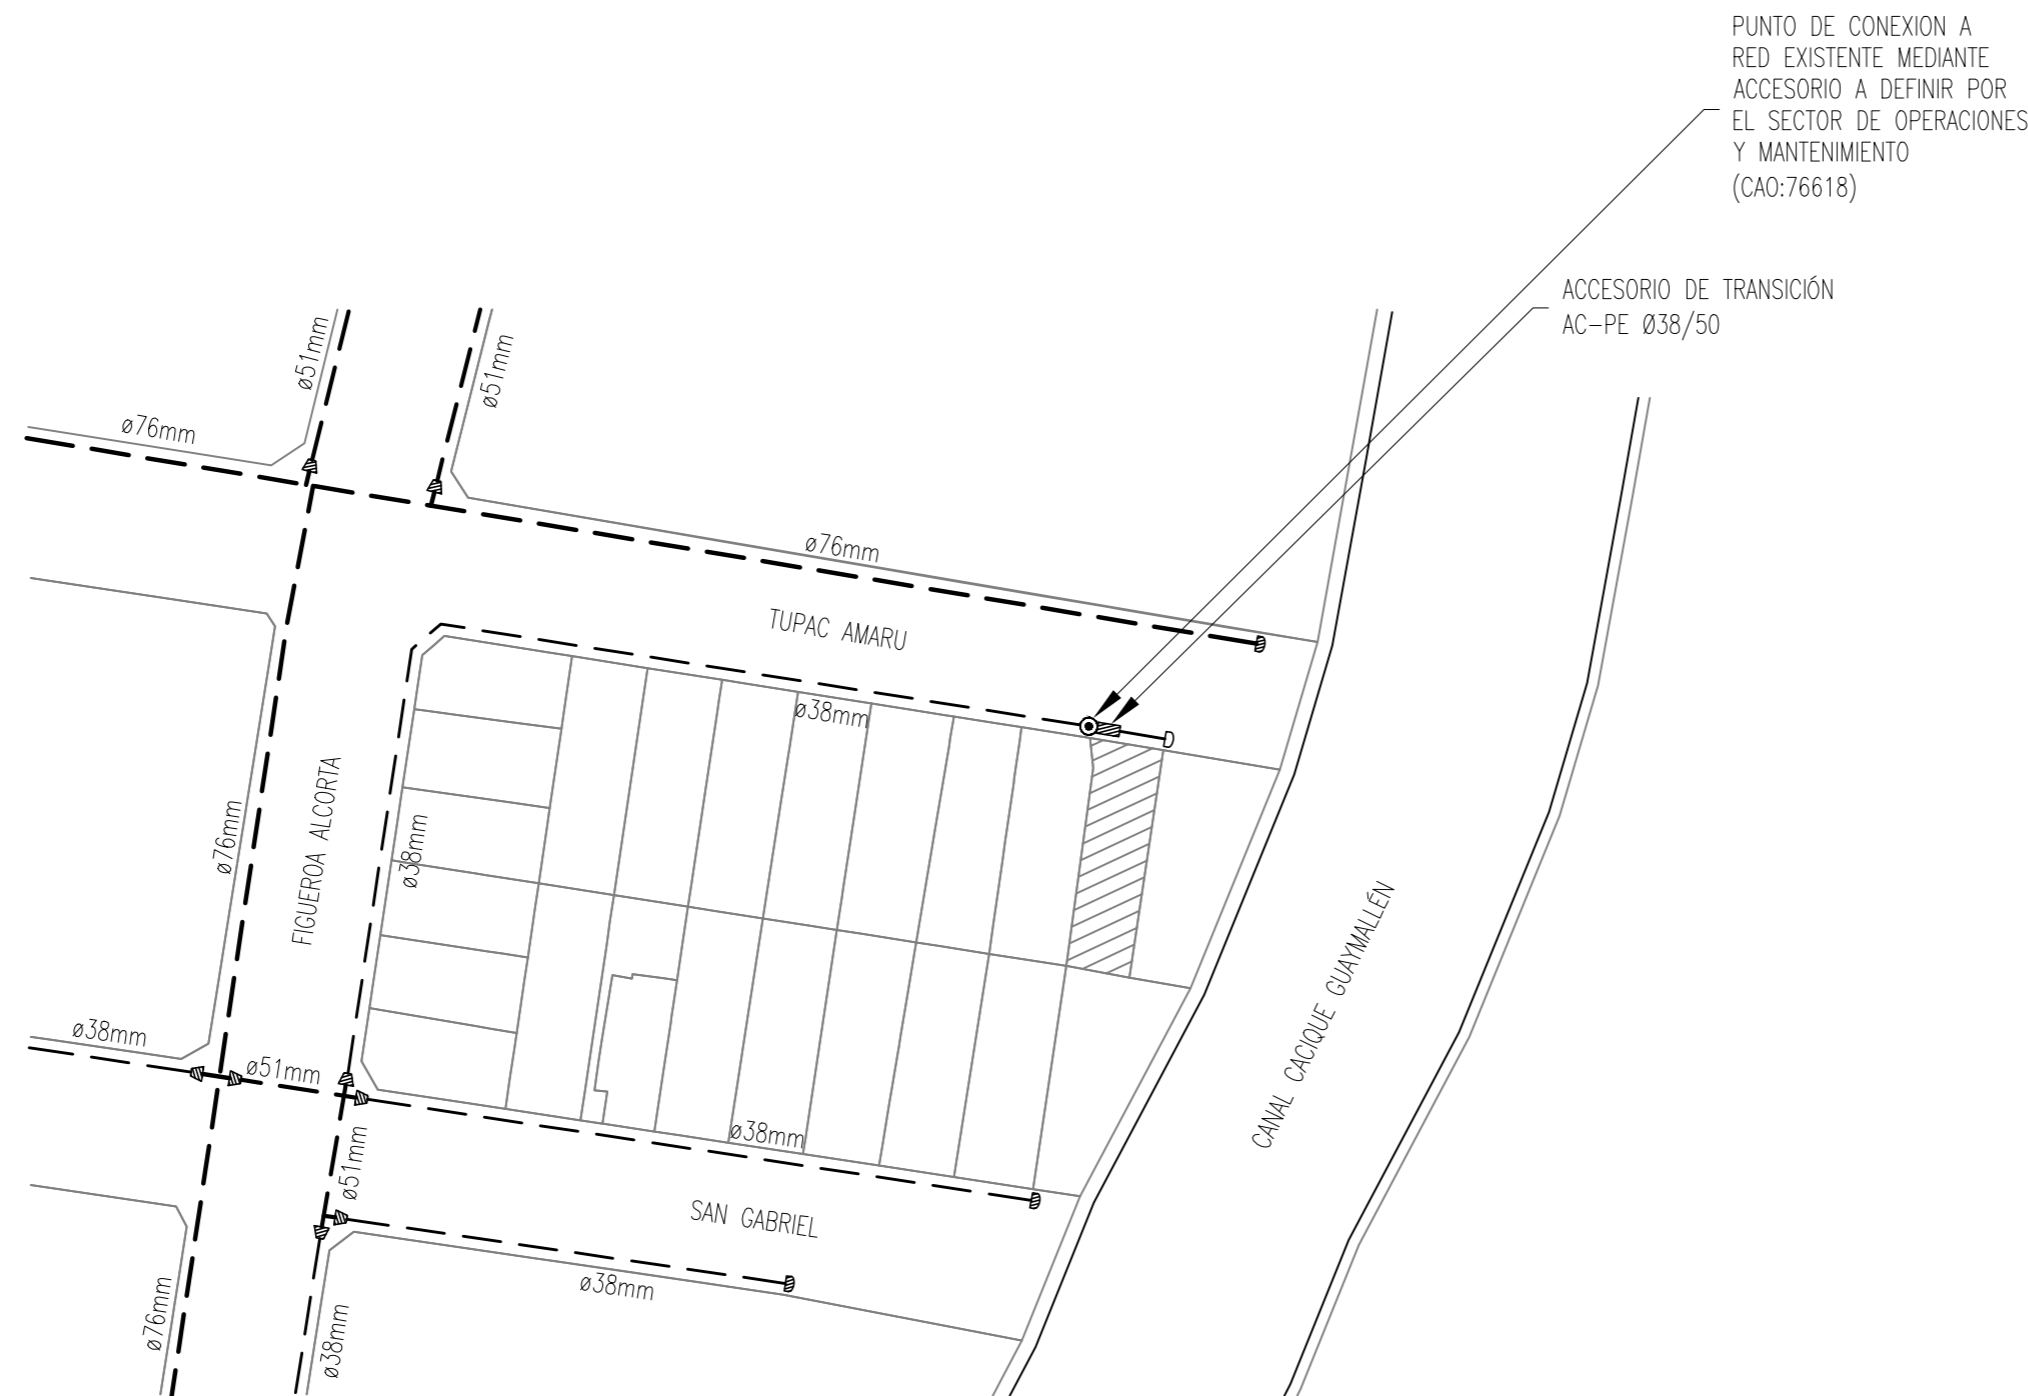 PUNTO DE CONEXION A
RED EXISTENTE MEDIANTE
ACCESORIO A DEFINIR POR
EL SECTOR DE OPERACIONES
Y MANTENIMIENTO
(CAO:76618)
ACCESORIO DE TRANSICIÓN
AC-PE Ø38/50
ø51mm
ø51mm
ø76mm
ø76mm
TUPAC AMARU
ø38mm
FIGUEROA ALCORTA
ø76mm
ø38mm
CANAL CACIQUE GUAYMALLÉN
ø38mm
ø51mm
ø38mm
ø51mm
SAN GABRIEL
ø38mm
ø76mm
ø38mm